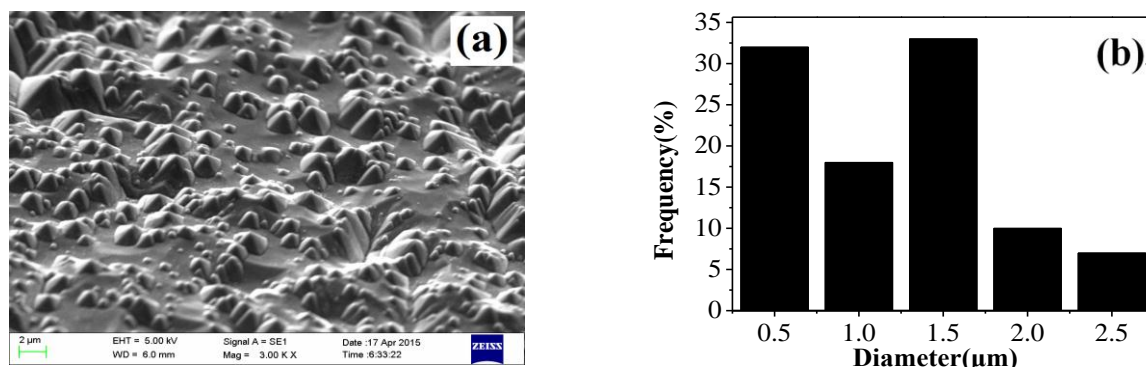 (a)
2 µm
EHT = 5.00 kV
WD = 6.0 mm
Signal A = SE1
Mag = 3.00 K X
Date :17 Apr 2015
Time :6:33:22
ZEISS
(b)
Frequency(%)
35
30
25
20
15
10
5
0
0.5 1.0 1.5 2.0 2.5
Diameter(µm)